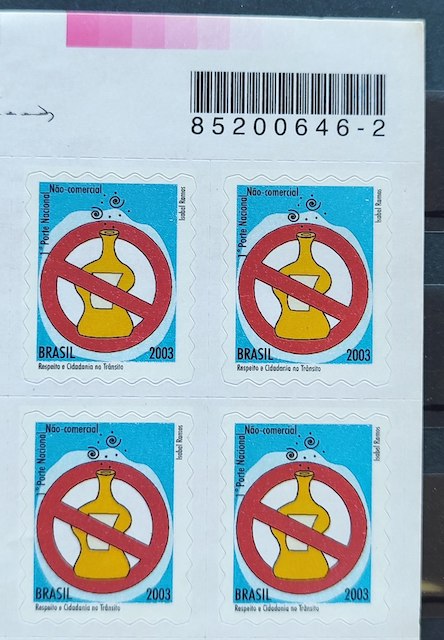 85200646-2
1º Porte Nacional
Não-comercial
Isabel Ramos
BRASIL 2003
Respeito e Cidadania no Trânsito
1º Porte Nacional
Não-comercial
Isabel Ramos
BRASIL 2003
Respeito e Cidadania no Trânsito
1º Porte Nacional
Não-comercial
Isabel Ramos
BRASIL 2003
Respeito e Cidadania no Trânsito
1º Porte Nacional
Não-comercial
Isabel Ramos
BRASIL 2003
Respeito e Cidadania no Trânsito